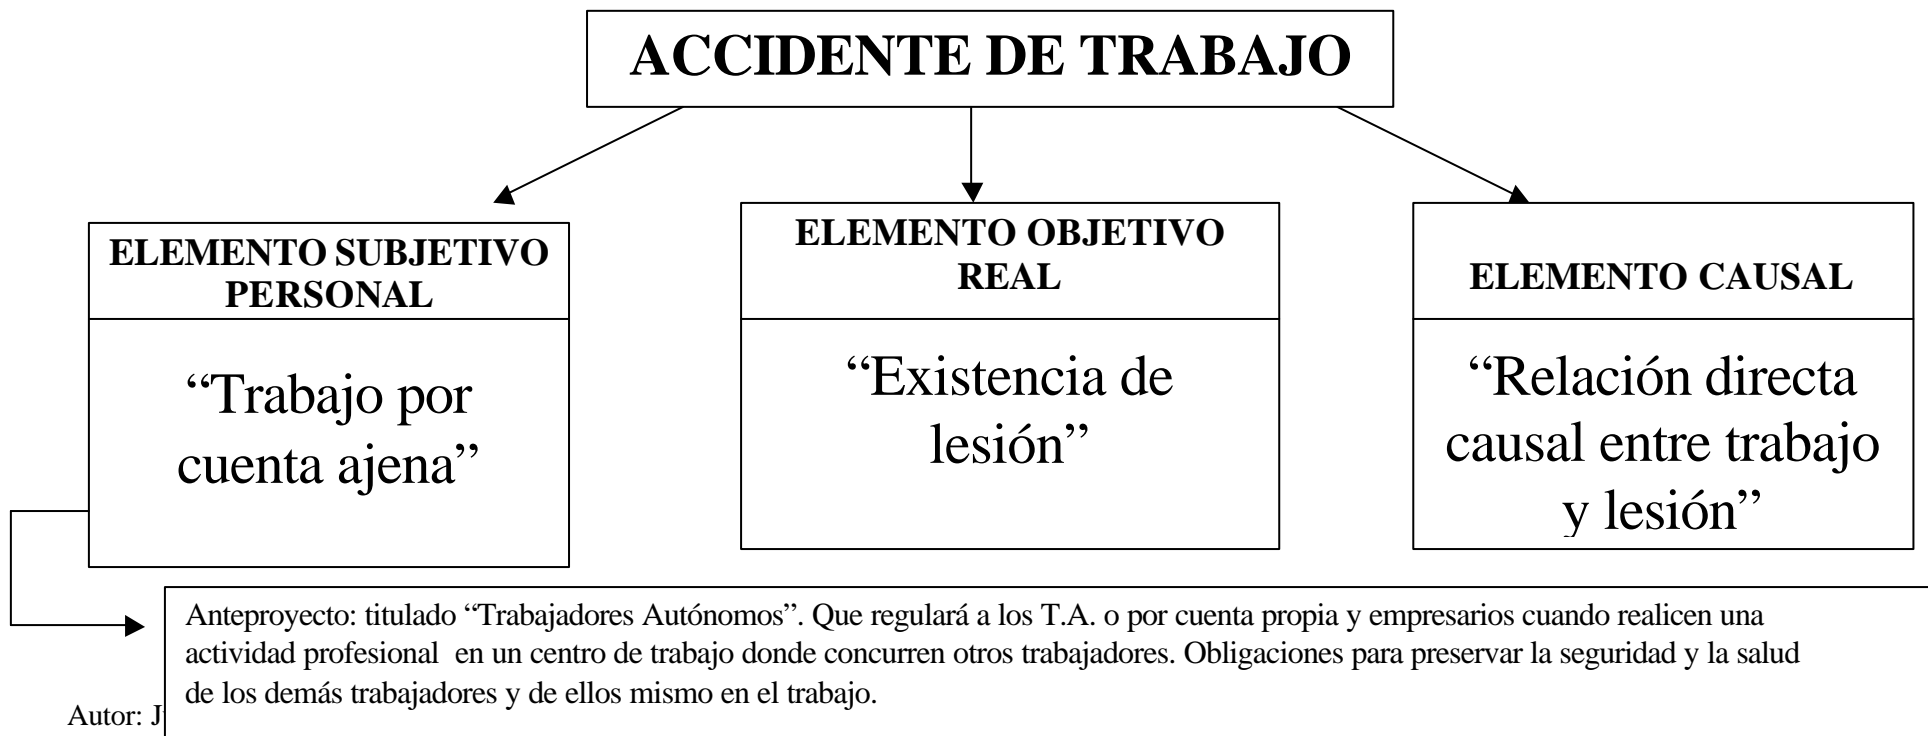 ACCIDENTE DE TRABAJO
ELEMENTO SUBJETIVO
PERSONAL
“Trabajo por
cuenta ajena”
ELEMENTO OBJETIVO
REAL
“Existencia de
lesión”
ELEMENTO CAUSAL
“Relación directa
causal entre trabajo
y lesión”
Anteproyecto: titulado “Trabajadores Autónomos”. Que regulará a los T.A. o por cuenta propia y empresarios cuando realicen una
actividad profesional en un centro de trabajo donde concurren otros trabajadores. Obligaciones para preservar la seguridad y la salud
de los demás trabajadores y de ellos mismo en el trabajo.
Autor: